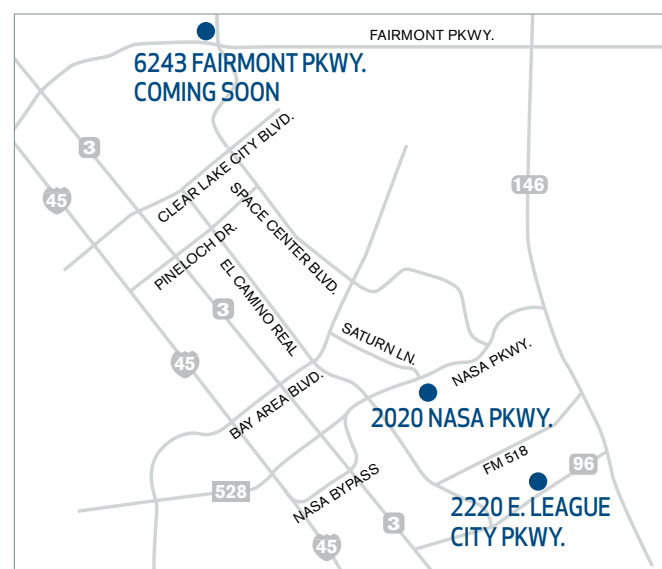 FAIRMONT PKWY.
6243 FAIRMONT PKWY.
COMING SOON
3
CLEAR LAKE CITY BLVD.
45
146
SPACE CENTER BLVD.
PINELOCH DR.
EL CAMINO REAL
3
SATURN LN.
45
NASA PKWY.
BAY AREA BLVD.
2020 NASA PKWY.
FM 518
96
528
NASA BYPASS
2220 E. LEAGUE
CITY PKWY.
3
45